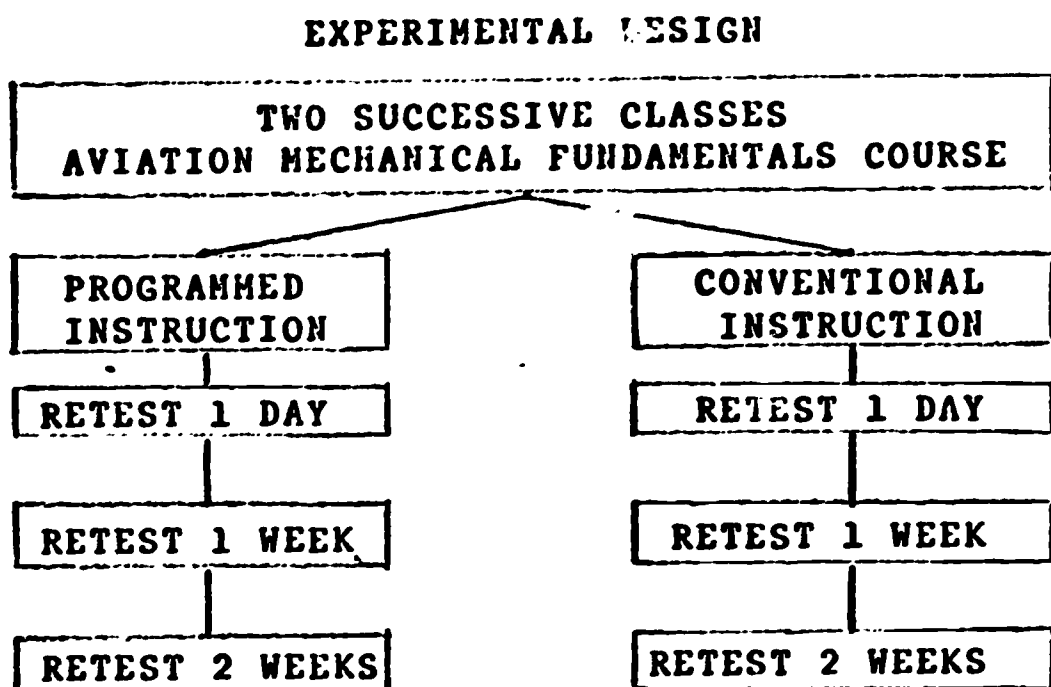 EXPERIMENTAL DESIGN
TWO SUCCESSIVE CLASSES
AVIATION MECHANICAL FUNDAMENTALS COURSE
PROGRAMMED
INSTRUCTION
CONVENTIONAL
INSTRUCTION
RETEST 1 DAY
RETEST 1 DAY
RETEST 1 WEEK
RETEST 1 WEEK
RETEST 2 WEEKS
RETEST 2 WEEKS